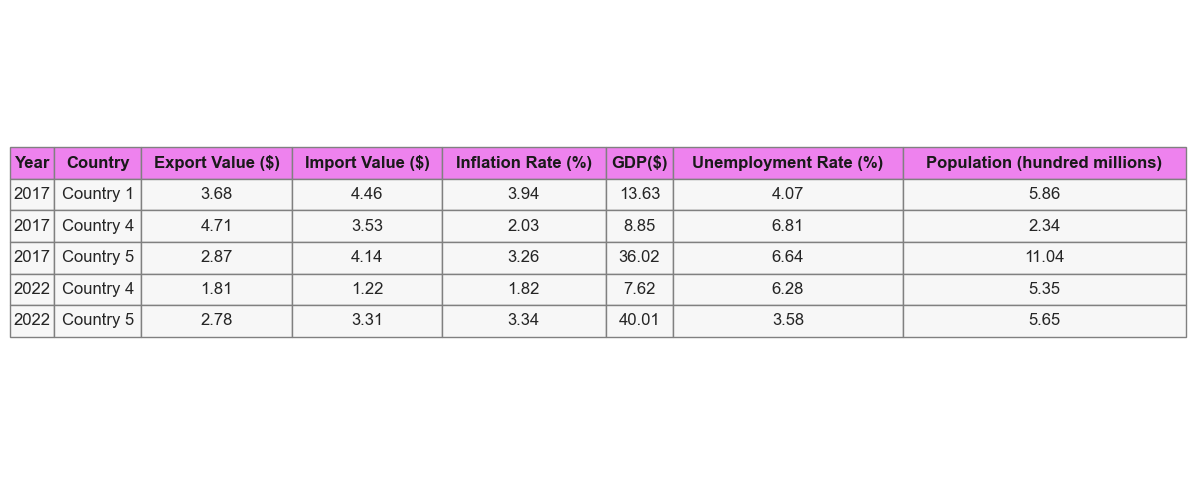 Year Country Export Value ($) Import Value ($) Inflation Rate (%) GDP($) Unemployment Rate (%) Population (hundred millions)
2017 Country 1 3.68 4.46 3.94 13.63 4.07 5.86
2017 Country 4 4.71 3.53 2.03 8.85 6.81 2.34
2017 Country 5 2.87 4.14 3.26 36.02 6.64 11.04
2022 Country 4 1.81 1.22 1.82 7.62 6.28 5.35
2022 Country 5 2.78 3.31 3.34 40.01 3.58 5.65